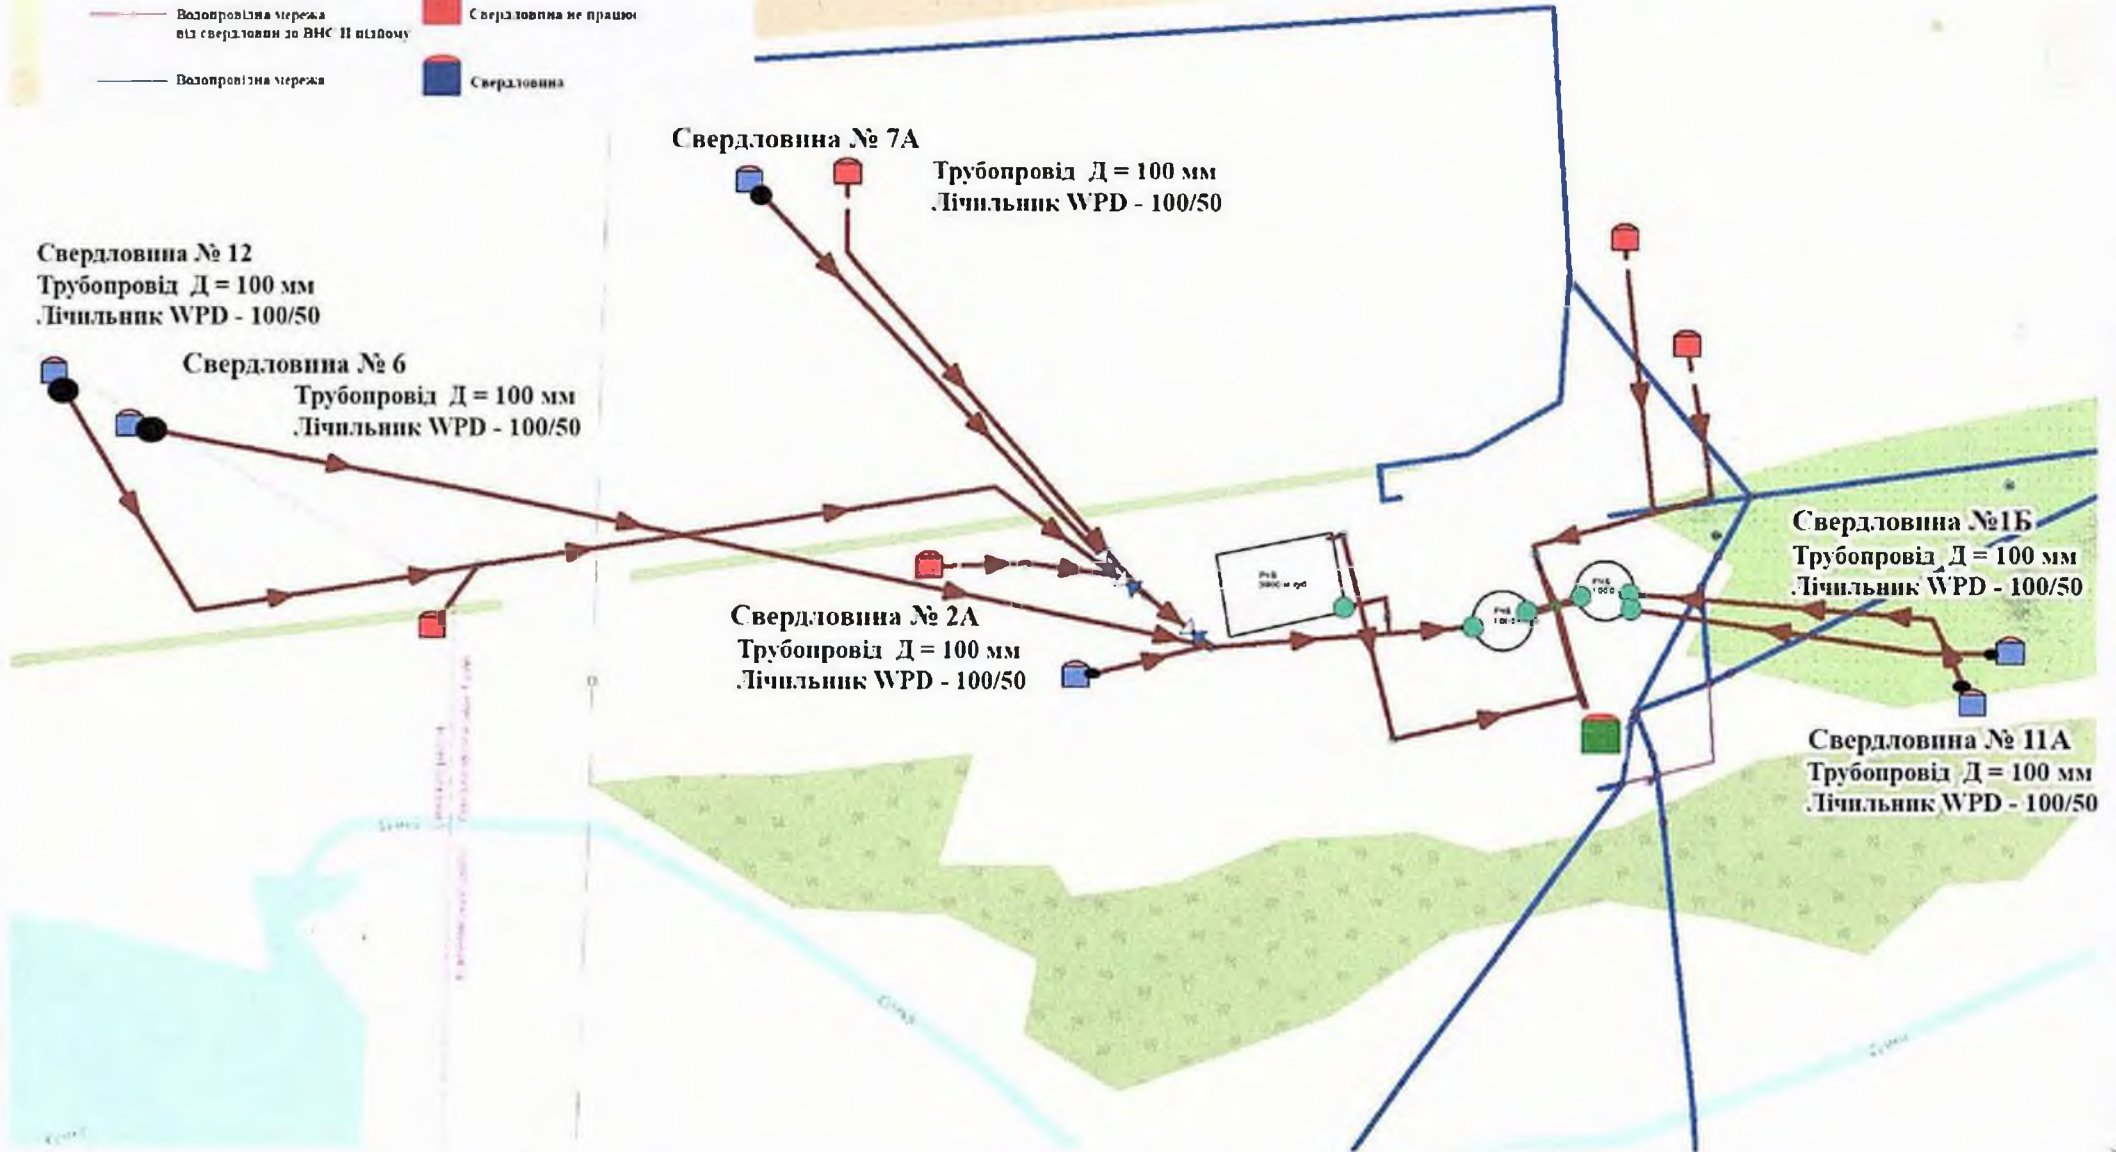 Водопровідна мережа
від свердловин до ВНС ІІ підйому
Свердловина не працює
Водопровідна мережа
Свердловина
Свердловина № 7А
Трубопровід Д = 100 мм
Лічильник WPD - 100/50
Свердловина № 12
Трубопровід Д = 100 мм
Лічильник WPD - 100/50
Свердловина № 6
Трубопровід Д = 100 мм
Лічильник WPD - 100/50
Свердловина №1Б
Трубопровід Д = 100 мм
Лічильник WPD - 100/50
Свердловина № 2А
Трубопровід Д = 100 мм
Лічильник WPD - 100/50
Свердловина № 11А
Трубопровід Д = 100 мм
Лічильник WPD - 100/50